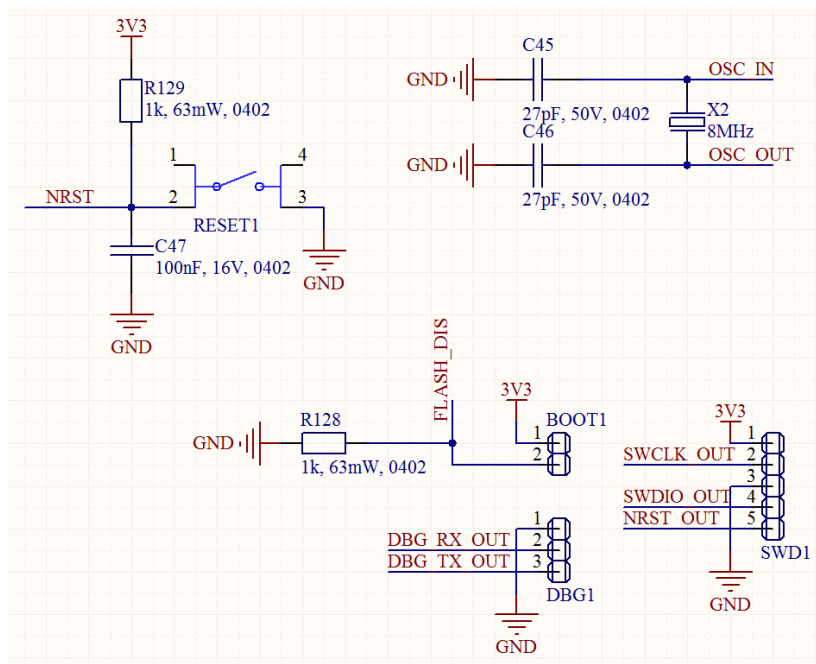 3V3
R129
1k, 63mW, 0402
1
4
NRST
2
3
RESET1
C47
100nF, 16V, 0402
GND
GND
C45
GND
OSC_IN
27pF, 50V, 0402
X2
8MHz
C46
GND
OSC_OUT
27pF, 50V, 0402
FLASH_DIS
3V3
R128
BOOT1
GND
1
2
1k, 63mW, 0402
1
DBG_RX_OUT
2
DBG_TX_OUT
3
DBG1
GND
3V3
1
SWCLK_OUT
2
3
SWDIO_OUT
4
NRST_OUT
5
SWD1
GND